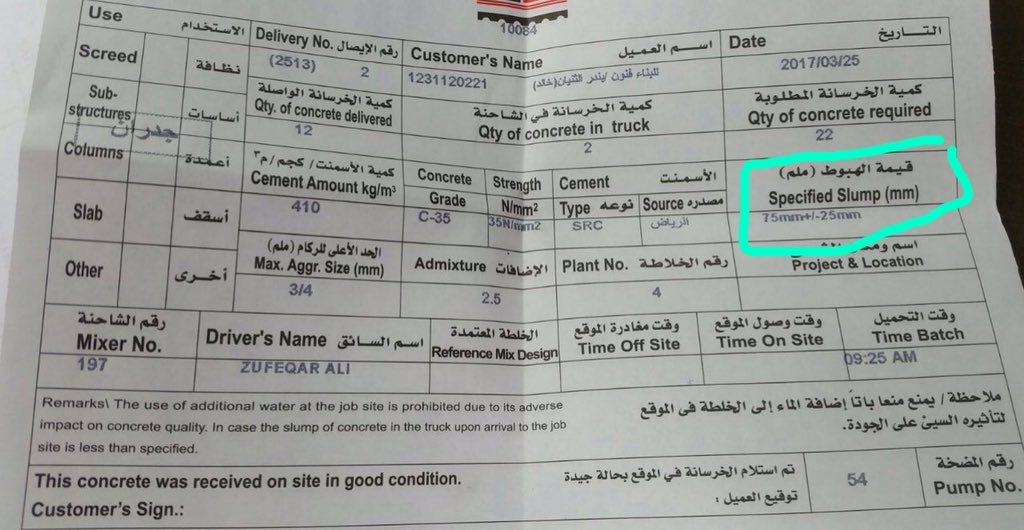 10084
Use الاستخدام
Delivery No. رقم الإيصال
(2513) 2
Customer's Name اسم العميل
1231120221 للبناء فنون /بندر الثنيان(خالد)
Date التاريخ
2017/03/25
Screed نظافة
Sub-structures أساسات
جدران
Columns أعمدة
Slab أسقف
Other أخرى
كمية الخرسانة الواصلة
Qty. of concrete delivered
12
كمية الخرسانة في الشاحنة
Qty of concrete in truck
2
كمية الخرسانة المطلوبة
Qty of concrete required
22
كمية الأسمنت/ كجم/ م٣
Cement Amount kg/m³
410
Concrete Grade
C-35
Strength N/mm2
35N/mm2
Cement الأسمنت
Type نوعه
SRC
Source مصدره
الرياض
قيمة الهبوط (ملم)
Specified Slump (mm)
75mm+/-25mm
الحد الأعلى للركام (ملم)
Max. Aggr. Size (mm)
3/4
Admixture الإضافات
2.5
Plant No. رقم الخلاطة
4
اسم
Project & Location
رقم الشاحنة
Mixer No.
197
Driver's Name اسم السائق
ZUFEQAR ALI
الخلطة المعتمدة
Reference Mix Design
وقت مغادرة الموقع
Time Off Site
وقت وصول الموقع
Time On Site
وقت التحميل
Time Batch
09:25 AM
Remarks\ The use of additional water at the job site is prohibited due to its adverse
impact on concrete quality. In case the slump of concrete in the truck upon arrival to the job
site is less than specified.
ملاحظة / يمنع منعا باتاً إضافة الماء إلى الخلطة فى الموقع
لتأثيره السيئ على الجودة.
This concrete was received on site in good condition.
Customer's Sign.:
تم استلام الخرسانة في الموقع بحالة جيدة
توقيع العميل :
54
رقم المضخة
Pump No.